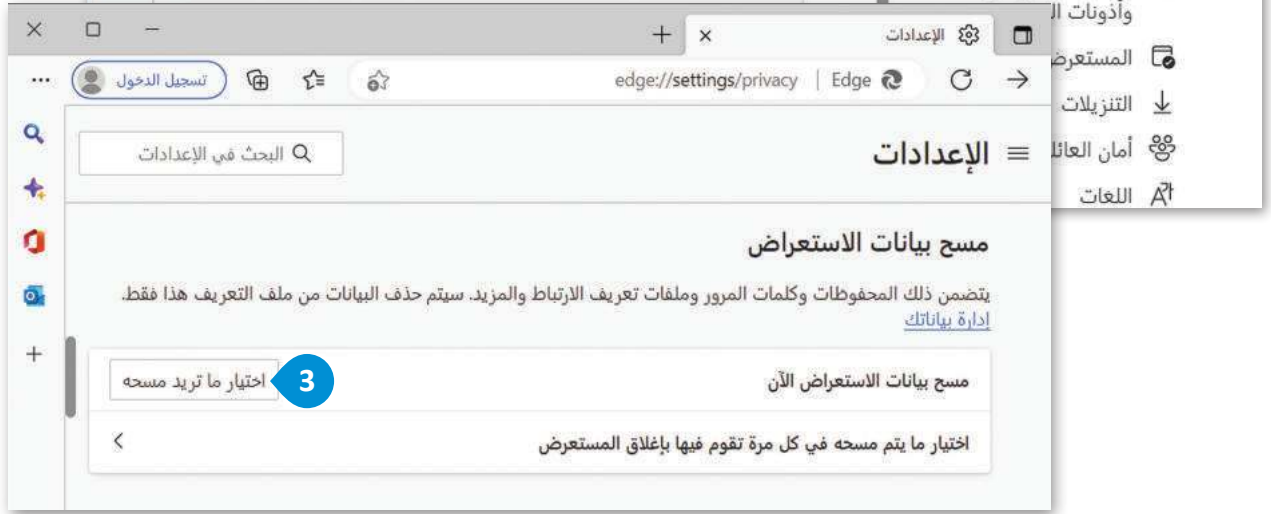 وأذونات
المستعرض
التنزيلات
أمان
اللغات
الإعدادات
edge://settings/privacy | Edge
تسجيل الدخول
الإعدادات
البحث في الإعدادات
مسح بيانات الاستعراض
يتضمن ذلك المحفوظات وكلمات المرور وملفات تعريف الارتباط والمزيد. سيتم حذف البيانات من ملف التعريف هذا فقط.
إدارة بياناتك
مسح بيانات الاستعراض الآن
3 اختيار ما تريد مسحه
اختيار ما يتم مسحه في كل مرة تقوم فيها بإغلاق المستعرض